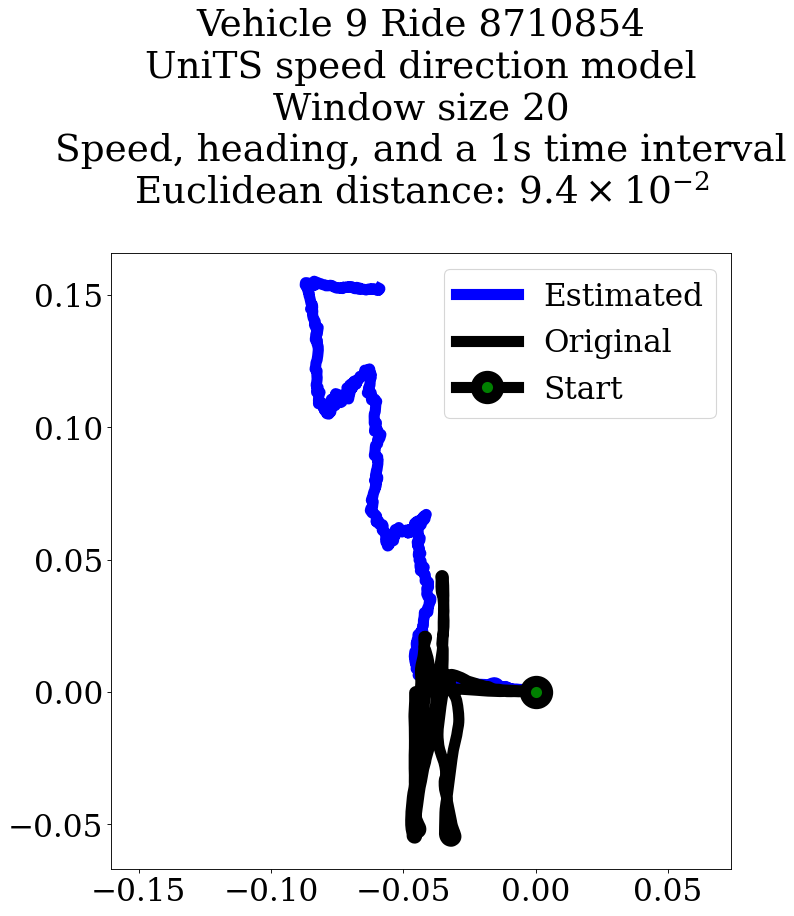 Vehicle 9 Ride 8710854
UniTS speed direction model
Window size 20
Speed, heading, and a 1s time interval
Euclidean distance: 9.4 × 10⁻²
Estimated
Original
Start
0.15
0.10
0.05
0.00
−0.05
−0.15
−0.10
−0.05
0.00
0.05